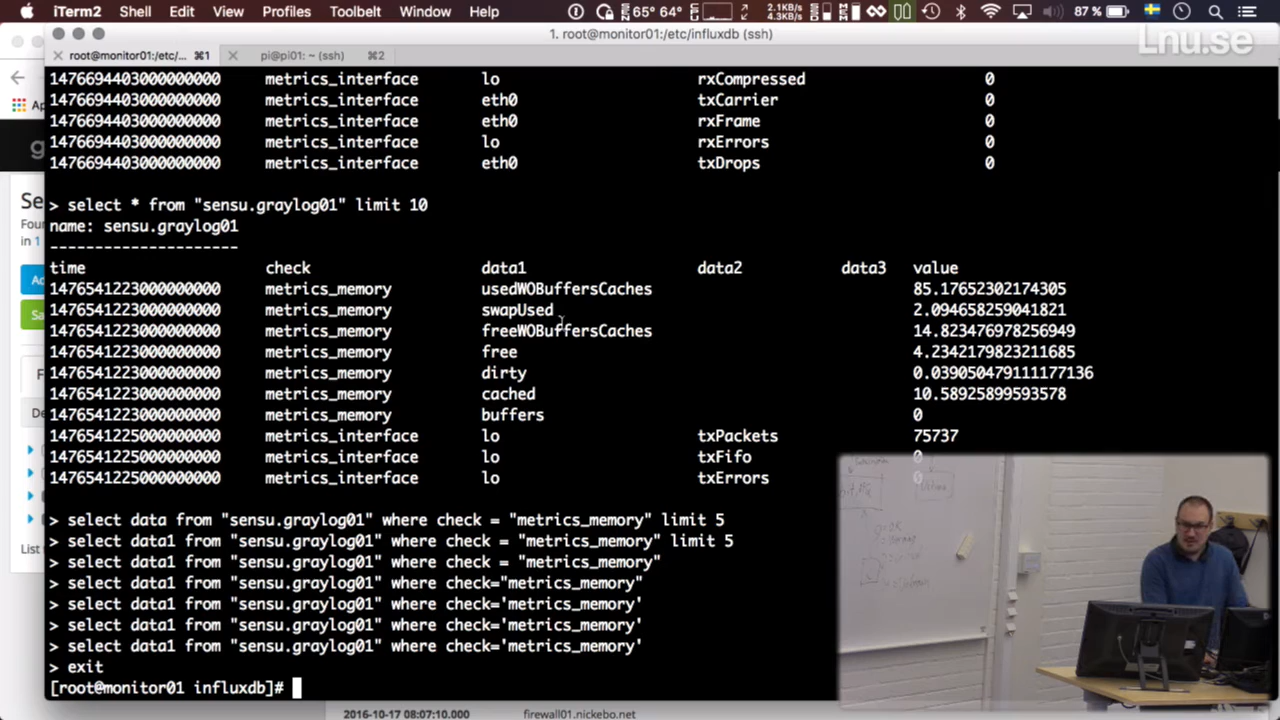 iTerm2 Shell Edit View Profiles Toolbelt Window Help 65° 64° 2.1KB/s 4.3KB/s 87 %
1. root@monitor01:/etc/influxdb (ssh)
Lnu.se
root@monitor01:/etc/... ⌘1 pi@pi01: ~ (ssh) ⌘2
1476694403000000000 metrics_interface lo rxCompressed 0
1476694403000000000 metrics_interface eth0 txCarrier 0
1476694403000000000 metrics_interface eth0 rxFrame 0
1476694403000000000 metrics_interface lo rxErrors 0
1476694403000000000 metrics_interface eth0 txDrops 0
> select * from "sensu.graylog01" limit 10
name: sensu.graylog01
---------------------
time check data1 data2 data3 value
1476541223000000000 metrics_memory usedWOBuffersCaches 85.17652302174305
1476541223000000000 metrics_memory swapUsed 2.094658259041821
1476541223000000000 metrics_memory freeWOBuffersCaches 14.823476978256949
1476541223000000000 metrics_memory free 4.2342179823211685
1476541223000000000 metrics_memory dirty 0.039050479111177136
1476541223000000000 metrics_memory cached 10.58925899593578
1476541223000000000 metrics_memory buffers 0
1476541225000000000 metrics_interface lo txPackets 75737
1476541225000000000 metrics_interface lo txFifo 0
1476541225000000000 metrics_interface lo txErrors 0
> select data from "sensu.graylog01" where check = "metrics_memory" limit 5
> select data1 from "sensu.graylog01" where check = "metrics_memory" limit 5
> select data1 from "sensu.graylog01" where check = "metrics_memory"
> select data1 from "sensu.graylog01" where check="metrics_memory"
> select data1 from "sensu.graylog01" where check='metrics_memory'
> select data1 from "sensu.graylog01" where check='metrics_memory'
> select data1 from "sensu.graylog01" where check='metrics_memory'
> exit
[root@monitor01 influxdb]#
2016-10-17 08:07:10.000 firewall01.nickebo.net